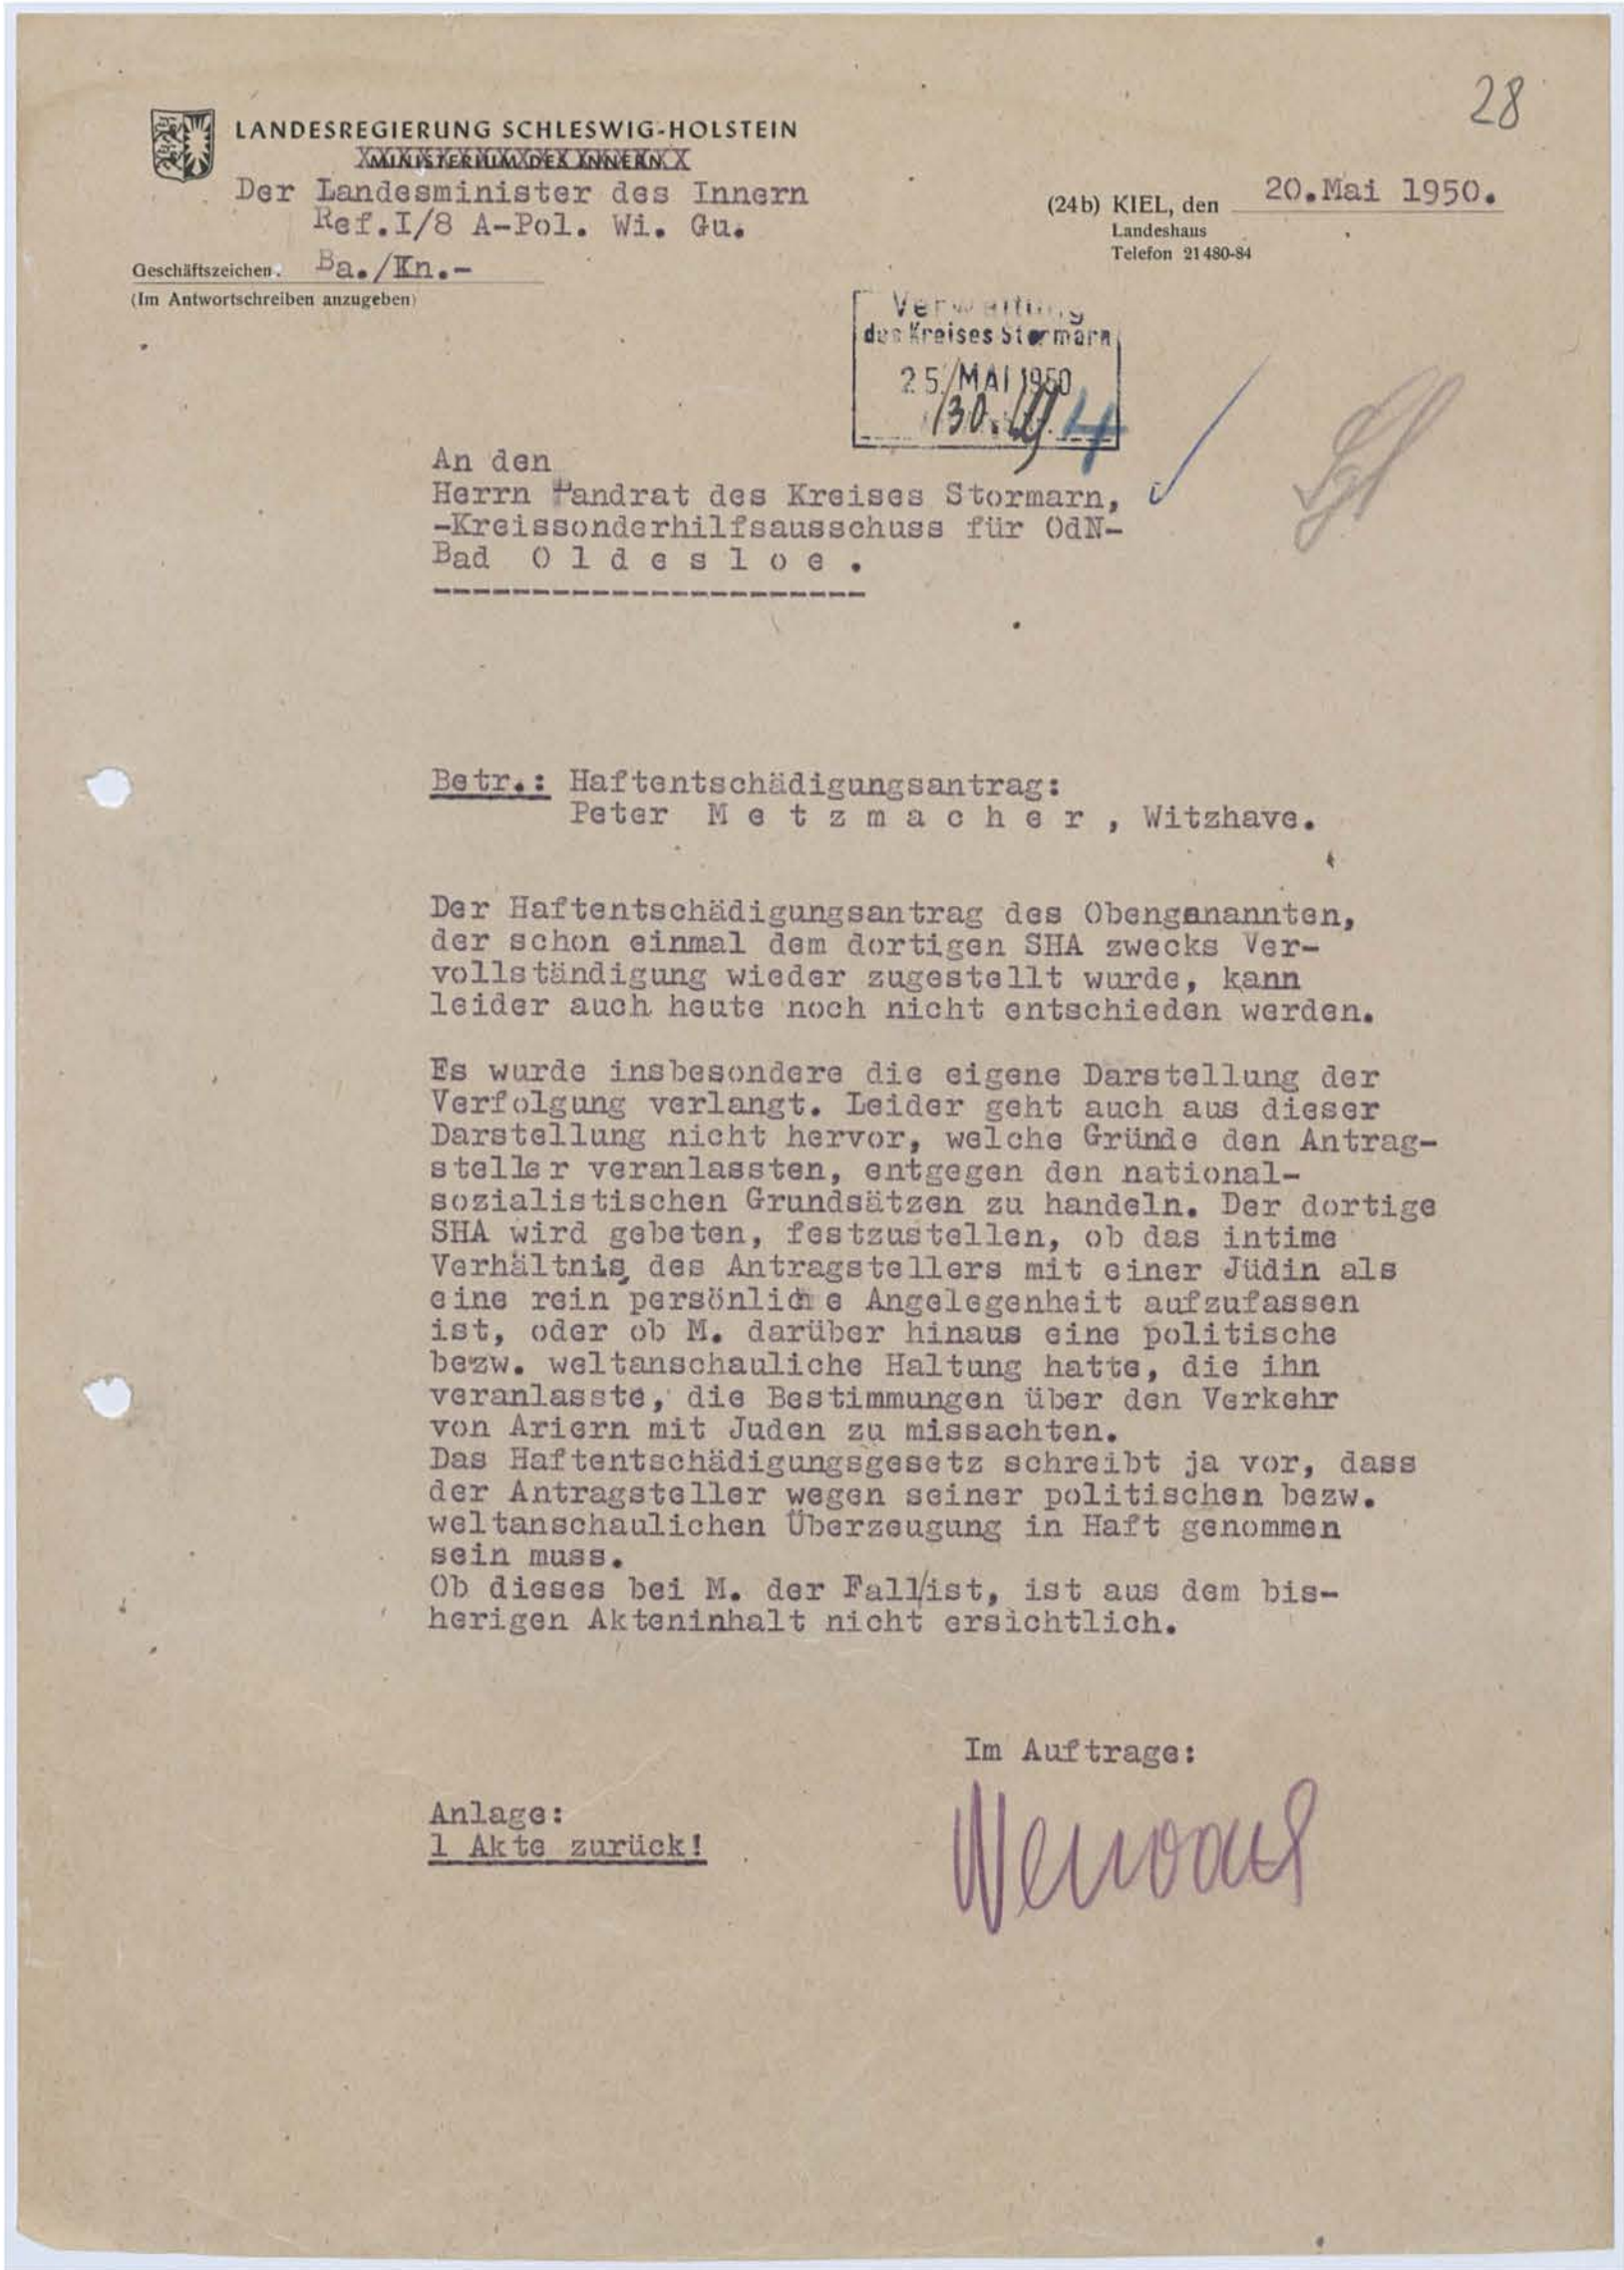 28
LANDESREGIERUNG SCHLESWIG-HOLSTEIN
MINISTERIUM DES INNERN
Der Landesminister des Innern
Ref.I/8 A-Pol. Wi. Gu.
(24b) KIEL, den 20.Mai 1950.
Landeshaus
Telefon 21480-84
Geschäftszeichen: Ba./Kn.-
(Im Antwortschreiben anzugeben)
Verwaltung
des Kreises Stormarn
25. MAI 1950
An den
Herrn Landrat des Kreises Stormarn,
-Kreissonderhilfsausschuss für OdN-
Bad O l d e s l o e .
Betr.: Haftentschädigungsantrag:
Peter M e t z m a c h e r , Witzhave.
Der Haftentschädigungsantrag des Obengenannten,
der schon einmal dem dortigen SHA zwecks Ver-
vollständigung wieder zugestellt wurde, kann
leider auch heute noch nicht entschieden werden.
Es wurde insbesondere die eigene Darstellung der
Verfolgung verlangt. Leider geht auch aus dieser
Darstellung nicht hervor, welche Gründe den Antrag-
steller veranlassten, entgegen den national-
sozialistischen Grundsätzen zu handeln. Der dortige
SHA wird gebeten, festzustellen, ob das intime
Verhältnis des Antragstellers mit einer Jüdin als
eine rein persönliche Angelegenheit aufzufassen
ist, oder ob M. darüber hinaus eine politische
bezw. weltanschauliche Haltung hatte, die ihn
veranlasste, die Bestimmungen über den Verkehr
von Ariern mit Juden zu missachten.
Das Haftentschädigungsgesetz schreibt ja vor, dass
der Antragsteller wegen seiner politischen bezw.
weltanschaulichen Überzeugung in Haft genommen
sein muss.
Ob dieses bei M. der Fall/ist, ist aus dem bis-
herigen Akteninhalt nicht ersichtlich.
Im Auftrage:
Anlage:
1 Akte zurück!